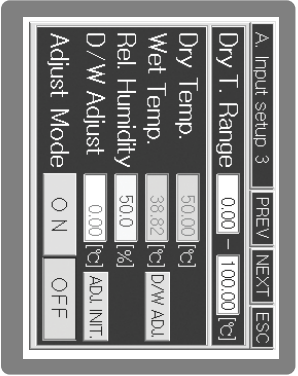 A. Input setup 3 PREV NEXT ESC
Dry T. Range 0.00 – 100.00 [℃]
Dry Temp. 50.00 [℃]
Wet Temp. 38.82 [℃] D/W ADJ.
Rel. Humidity 50.0 [%]
D/W Adjust 0.00 [℃] ADJ. INIT.
Adjust Mode ON OFF